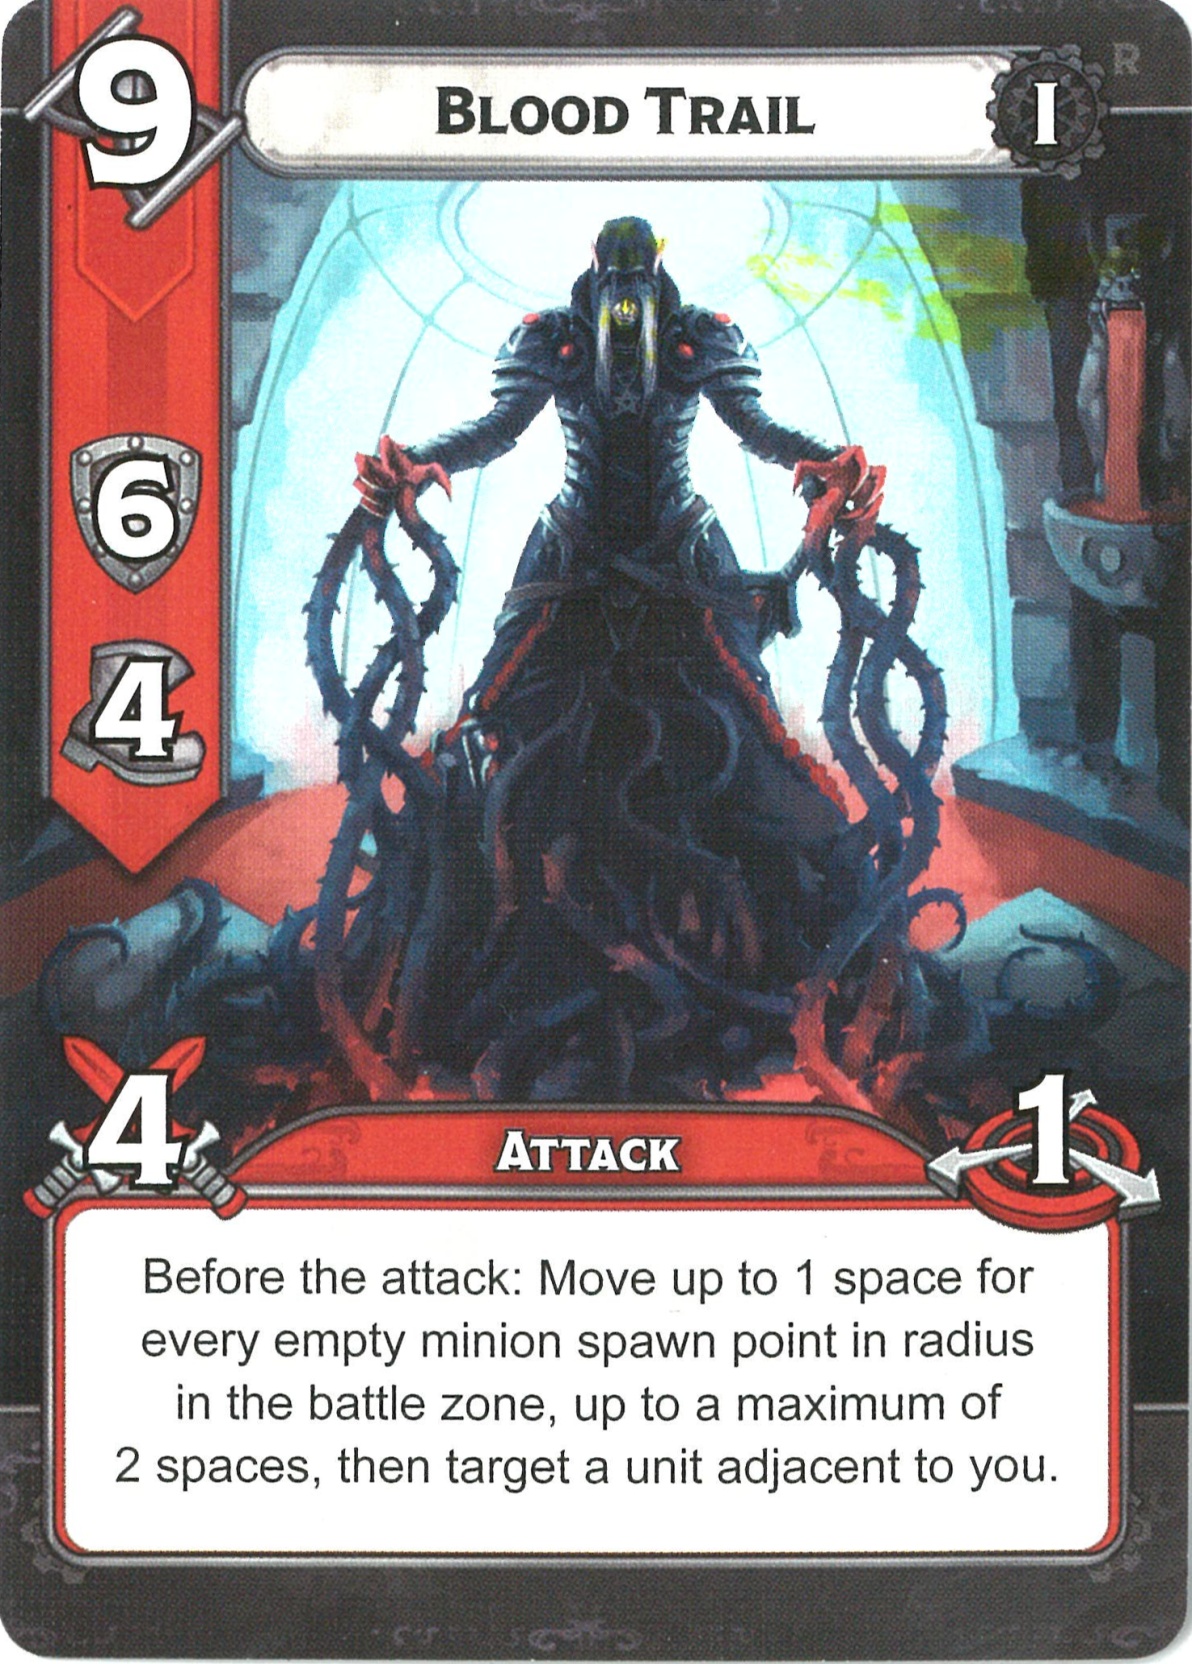 9
BLOOD TRAIL
I
R
6
4
4
ATTACK
1
Before the attack: Move up to 1 space for
every empty minion spawn point in radius
in the battle zone, up to a maximum of
2 spaces, then target a unit adjacent to you.